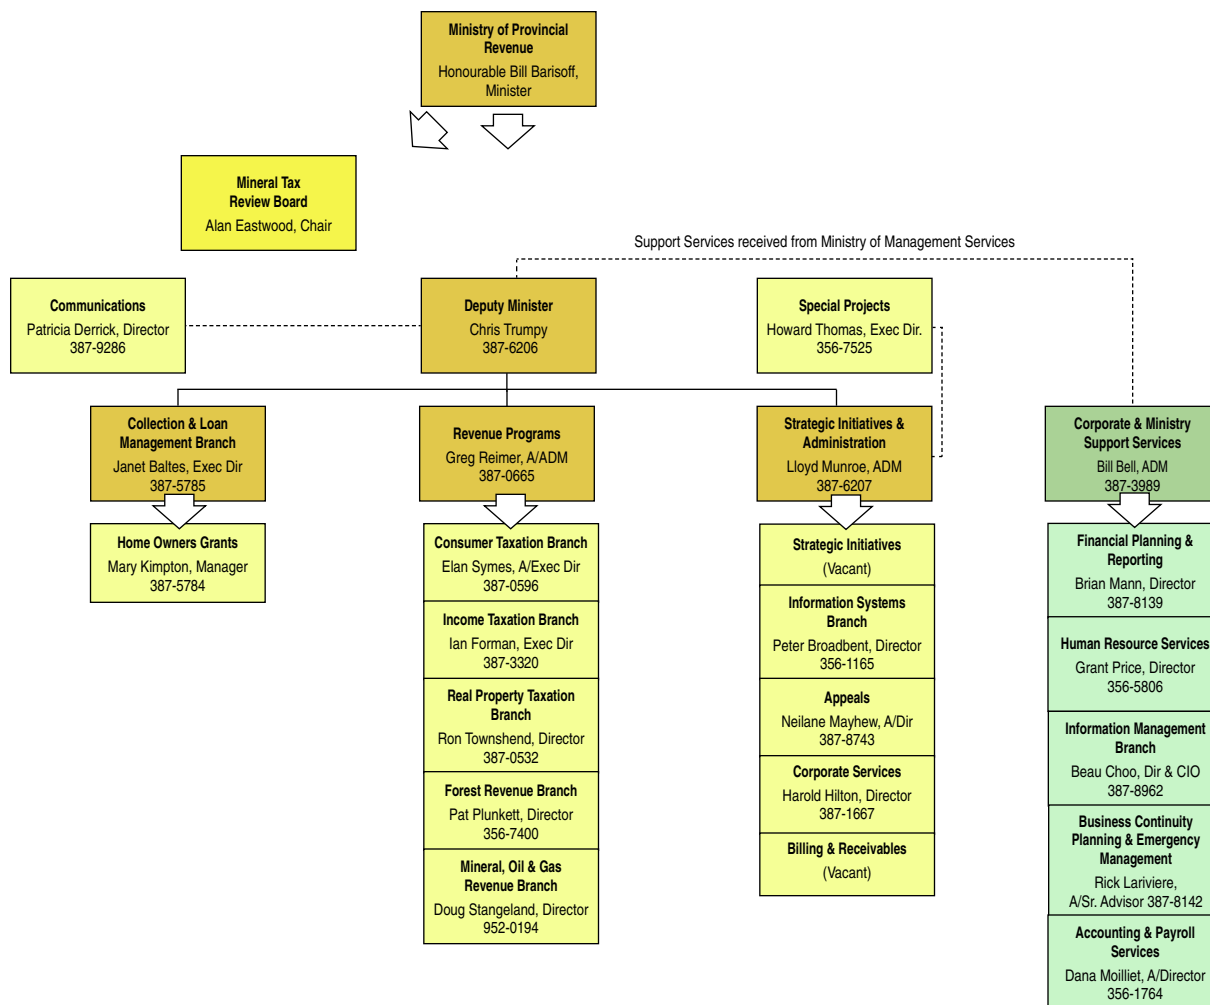 Ministry of Provincial
Revenue
Honourable Bill Barisoff,
Minister
Mineral Tax
Review Board
Alan Eastwood, Chair
Support Services received from Ministry of Management Services
Communications
Patricia Derrick, Director
387-9286
Deputy Minister
Chris Trumpy
387-6206
Special Projects
Howard Thomas, Exec Dir.
356-7525
Collection & Loan
Management Branch
Janet Baltes, Exec Dir
387-5785
Revenue Programs
Greg Reimer, A/ADM
387-0665
Strategic Initiatives &
Administration
Lloyd Munroe, ADM
387-6207
Corporate & Ministry
Support Services
Bill Bell, ADM
387-3989
Home Owners Grants
Mary Kimpton, Manager
387-5784
Consumer Taxation Branch
Elan Symes, A/Exec Dir
387-0596
Income Taxation Branch
Ian Forman, Exec Dir
387-3320
Real Property Taxation
Branch
Ron Townshend, Director
387-0532
Forest Revenue Branch
Pat Plunkett, Director
356-7400
Mineral, Oil & Gas
Revenue Branch
Doug Stangeland, Director
952-0194
Strategic Initiatives
(Vacant)
Information Systems
Branch
Peter Broadbent, Director
356-1165
Appeals
Neilane Mayhew, A/Dir
387-8743
Corporate Services
Harold Hilton, Director
387-1667
Billing & Receivables
(Vacant)
Financial Planning &
Reporting
Brian Mann, Director
387-8139
Human Resource Services
Grant Price, Director
356-5806
Information Management
Branch
Beau Choo, Dir & CIO
387-8962
Business Continuity
Planning & Emergency
Management
Rick Lariviere,
A/Sr. Advisor 387-8142
Accounting & Payroll
Services
Dana Moilliet, A/Director
356-1764